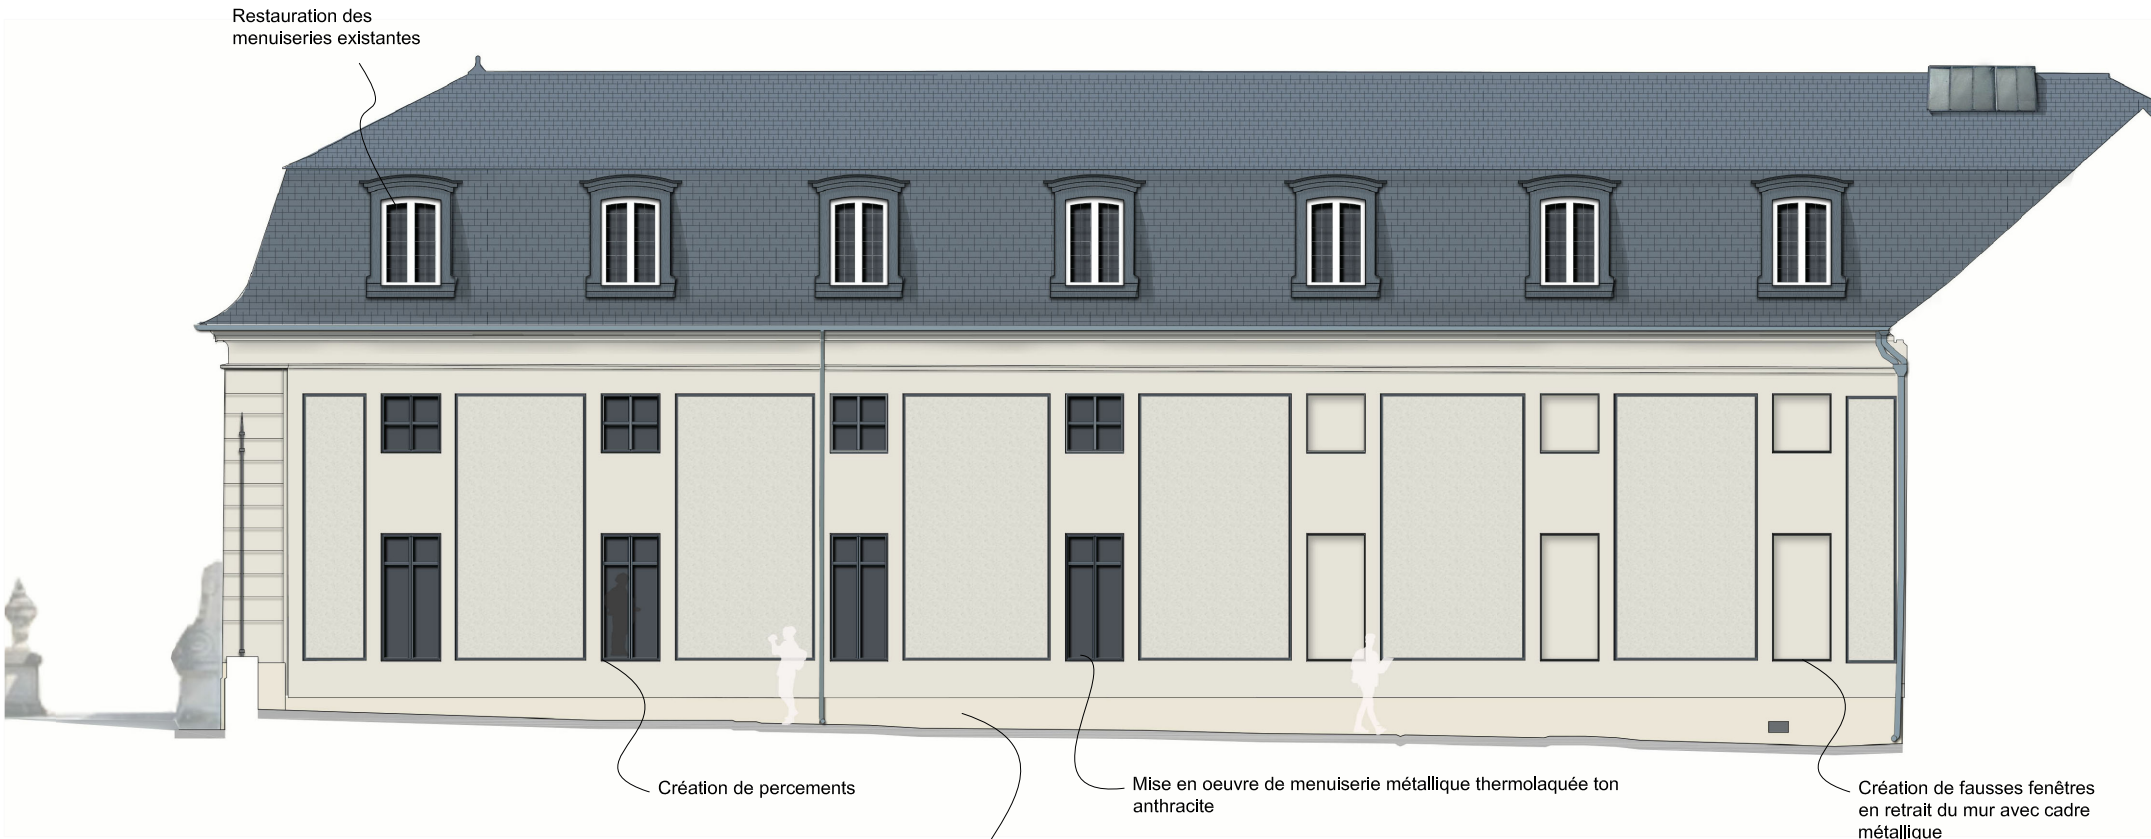 Restauration des
menuiseries existantes
Création de percements
Mise en oeuvre de menuiserie métallique thermolaquée ton
anthracite
Création de fausses fenêtres
en retrait du mur avec cadre
métallique